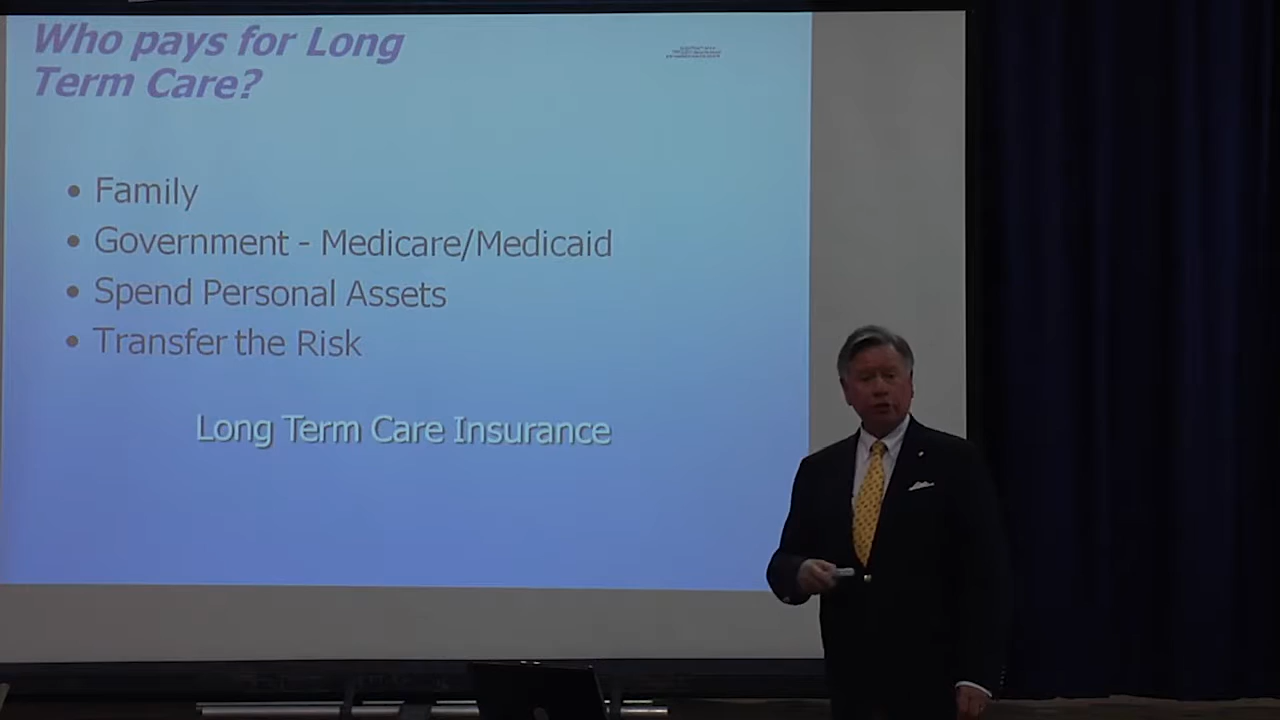 Who pays for Long
Term Care?
• Family
• Government - Medicare/Medicaid
• Spend Personal Assets
• Transfer the Risk
Long Term Care Insurance